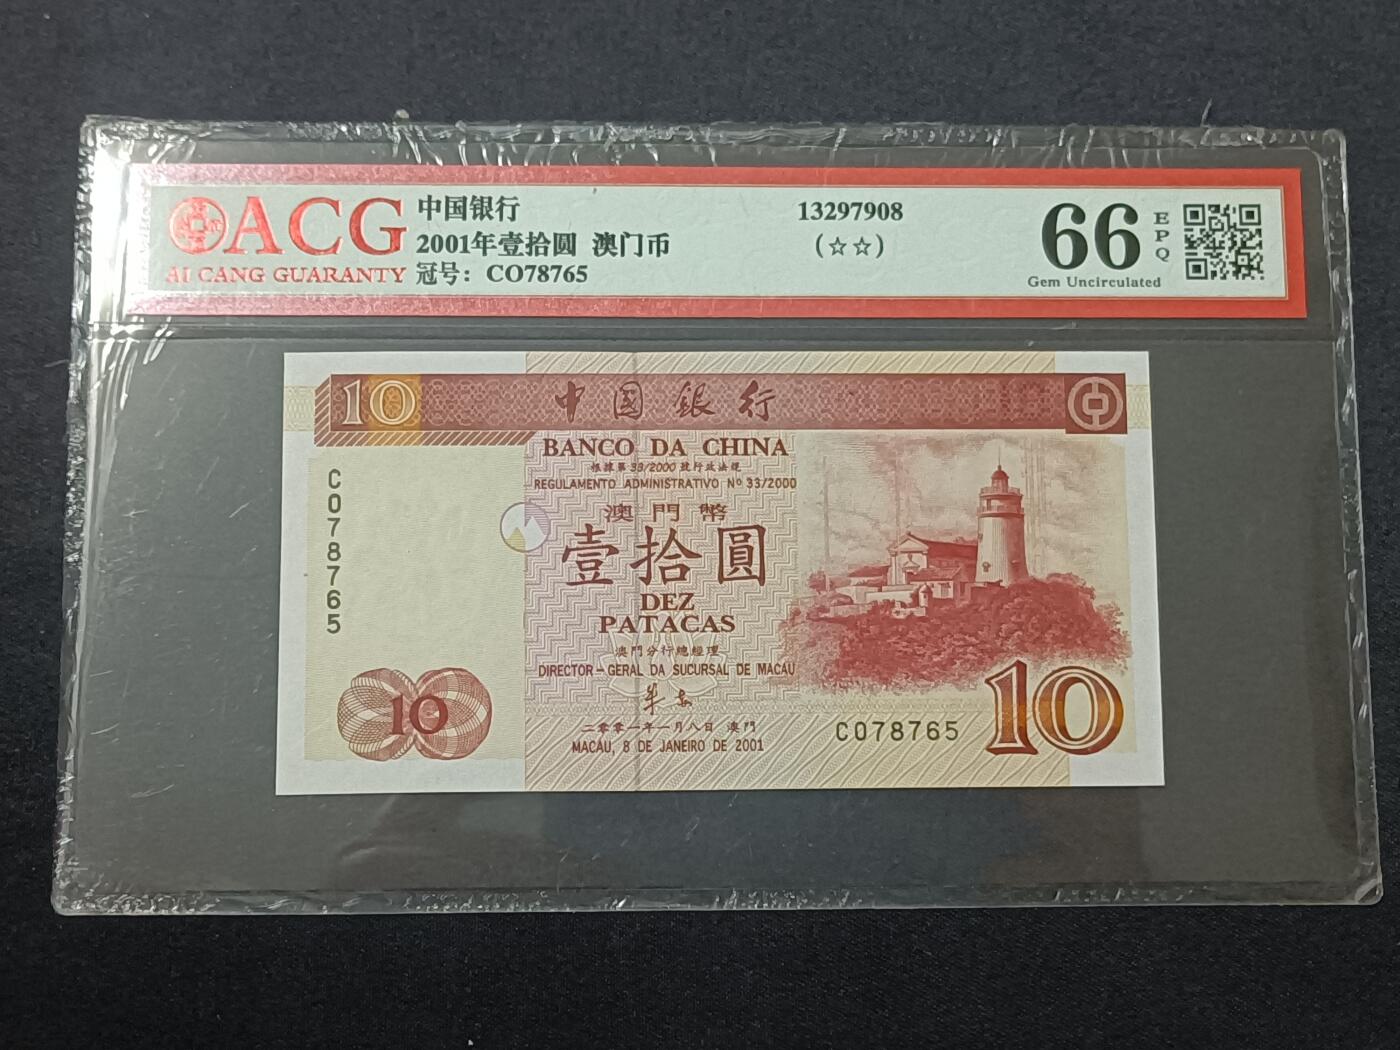 ACG
AI CANG GUARANTY
中国银行
2001年壹拾圆 澳门币
冠号: CO78765
13297908
(☆☆)
66
EPQ
Gem Uncirculated
10
中國銀行
BANCO DA CHINA
根據第33/2000號行政法規
REGULAMENTO ADMINISTRATIVO Nº 33/2000
澳門幣
壹拾圓
DEZ
PATACAS
澳門分行總經理
DIRECTOR-GERAL DA SUCURSAL DE MACAU
二零零一年一月八日 澳門
MACAU, 8 DE JANEIRO DE 2001
CO78765
10
CO78765
10